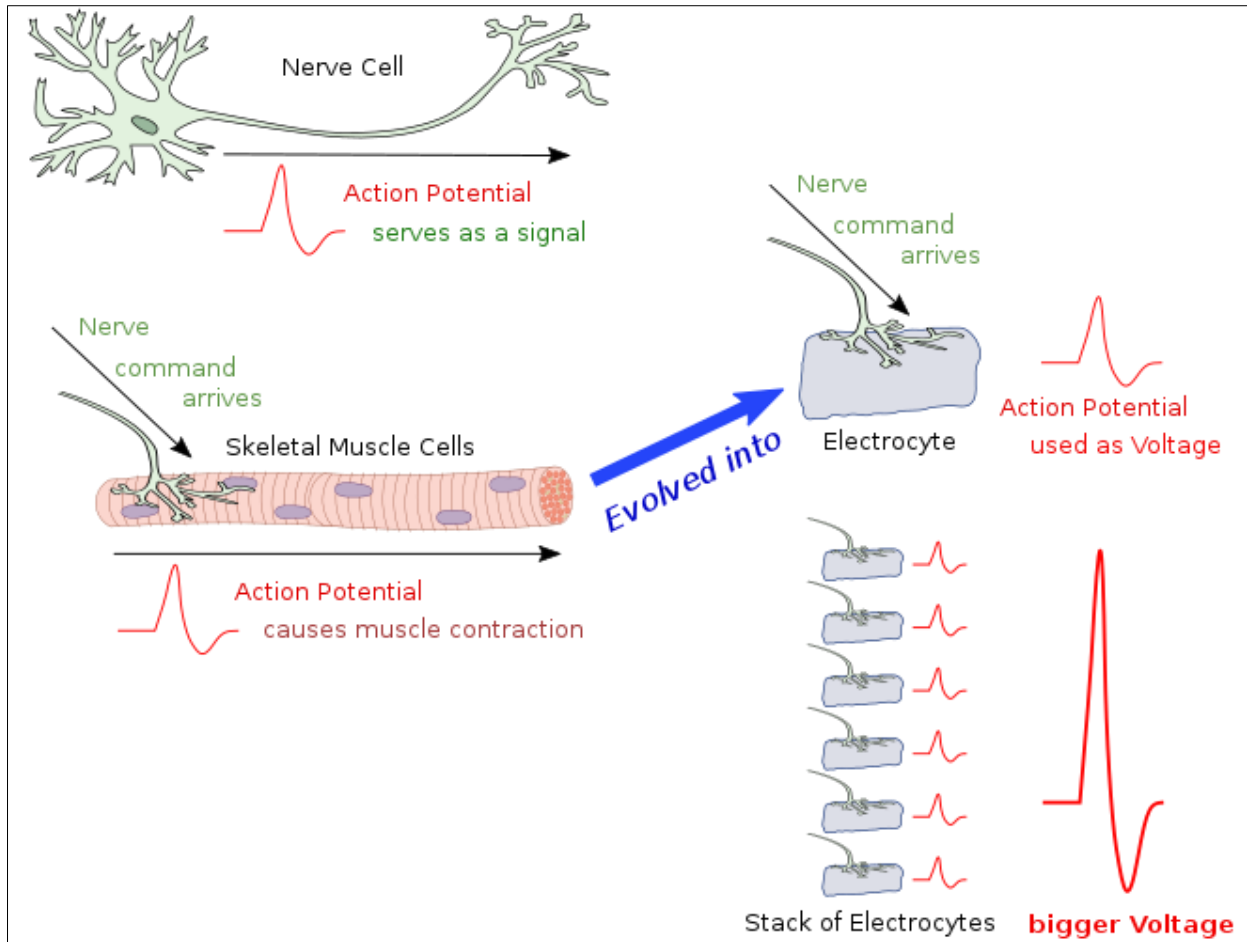 Nerve Cell
Action Potential
serves as a signal
Nerve
command
arrives
Skeletal Muscle Cells
Action Potential
causes muscle contraction
Evolved into
Nerve
command
arrives
Electrocyte
Action Potential
used as Voltage
Stack of Electrocytes
bigger Voltage